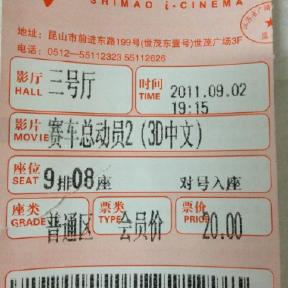 SHIMAO i-CINEMA
地址:昆山市前进东路199号(世茂东壹号)世茂广场3F
电话:0512—55112323 55112626
影厅 HALL 三号厅 时间 TIME 2011.09.02 19:15
影片 MOVIE 赛车总动员2(3D中文)
座位 SEAT 9排08座 对号入座
座类 GRADE 普通区 票类 TYPE 会员价 票价 PRICE 20.00